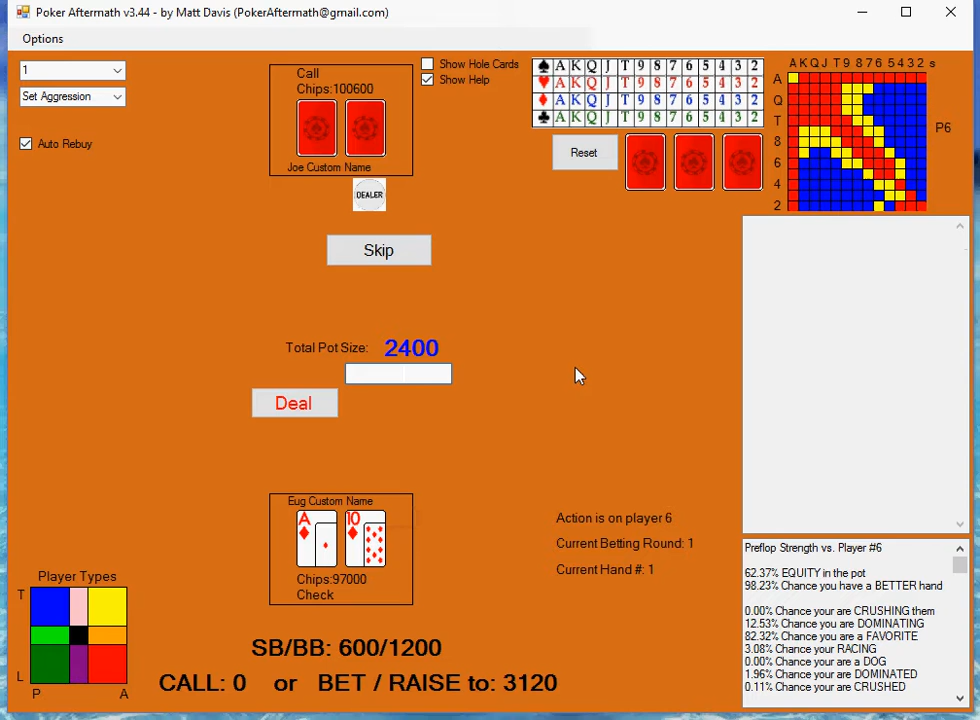 Poker Aftermath v3.44 - by Matt Davis (PokerAftermath@gmail.com)
Options
1
Set Aggression
Auto Rebuy
Call
Chips:100600
Joe Custom Name
DEALER
Show Hole Cards
Show Help
A K Q J T 9 8 7 6 5 4 3 2
A K Q J T 9 8 7 6 5 4 3 2
A K Q J T 9 8 7 6 5 4 3 2
A K Q J T 9 8 7 6 5 4 3 2
Reset
A K Q J T 9 8 7 6 5 4 3 2 s
A
Q
T
8
6
4
2
P6
Skip
Total Pot Size: 2400
Deal
Eug Custom Name
A 10
Chips:97000
Check
Action is on player 6
Current Betting Round: 1
Current Hand #: 1
Preflop Strength vs. Player #6
62.37% EQUITY in the pot
98.23% Chance you have a BETTER hand
0.00% Chance your are CRUSHING them
12.53% Chance you are DOMINATING
82.32% Chance you are a FAVORITE
3.08% Chance your RACING
0.00% Chance your are a DOG
1.96% Chance your are DOMINATED
0.11% Chance your are CRUSHED
Player Types
T
L
P A
SB/BB: 600/1200
CALL: 0 or BET / RAISE to: 3120